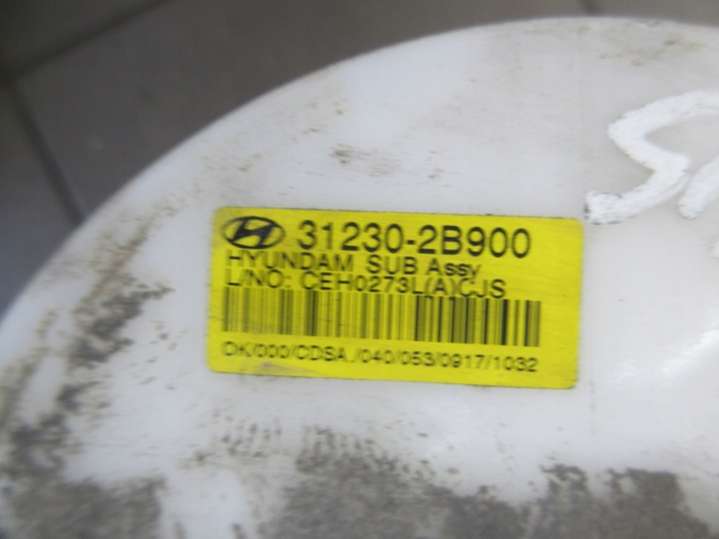 31230-2B900
HYUNDAM SUB Assy
L/NO: CEH0273L(A)CJS
OK/000/CDSA./040/053/0917/1032